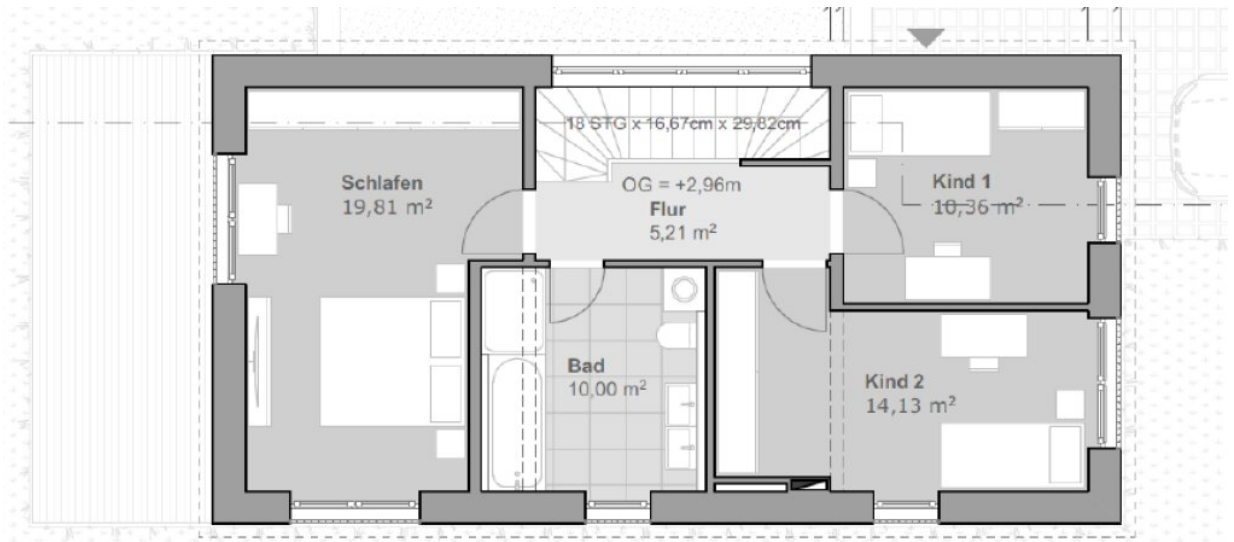 18 STG x 16,67cm x 29,82cm
Schlafen
19,81 m²
OG = +2,96m
Flur
5,21 m²
Kind 1
10,36 m²
Bad
10,00 m²
Kind 2
14,13 m²